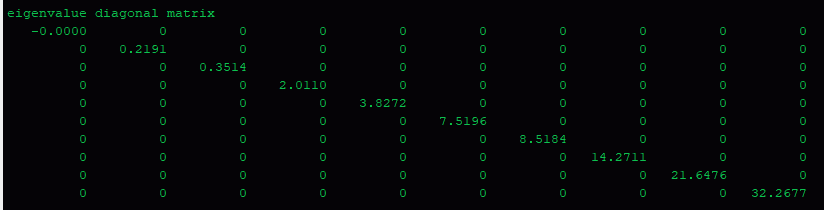 eigenvalue diagonal matrix
-0.0000 0 0 0 0 0 0 0 0 0
0 0.2191 0 0 0 0 0 0 0 0
0 0 0.3514 0 0 0 0 0 0 0
0 0 0 2.0110 0 0 0 0 0 0
0 0 0 0 3.8272 0 0 0 0 0
0 0 0 0 0 7.5196 0 0 0 0
0 0 0 0 0 0 8.5184 0 0 0
0 0 0 0 0 0 0 14.2711 0 0
0 0 0 0 0 0 0 0 21.6476 0
0 0 0 0 0 0 0 0 0 32.2677